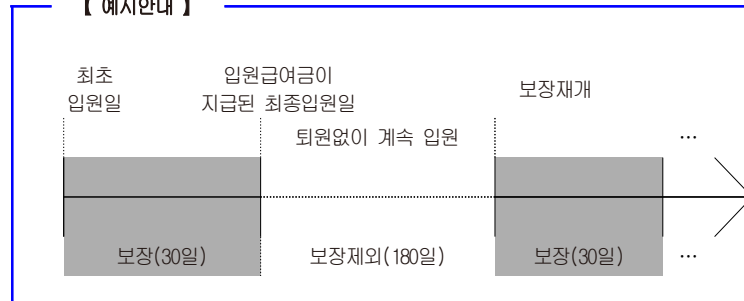 【 예시안내 】
최초
입원일
입원급여금이
지급된 최종입원일
보장재개
퇴원없이 계속 입원
…
보장(30일)
보장제외(180일)
보장(30일)
…